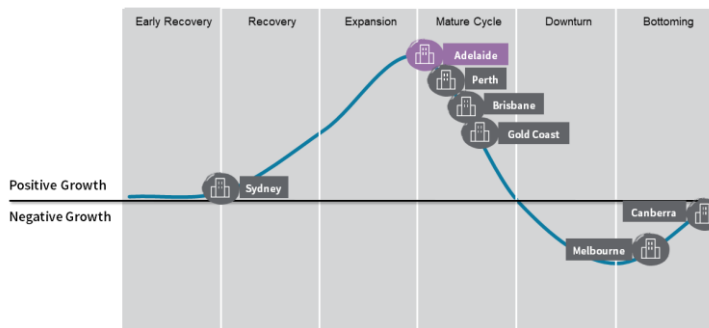 Early Recovery
Recovery
Expansion
Mature Cycle
Downturn
Bottoming
Adelaide
Perth
Brisbane
Gold Coast
Positive Growth
Sydney
Negative Growth
Canberra
Melbourne